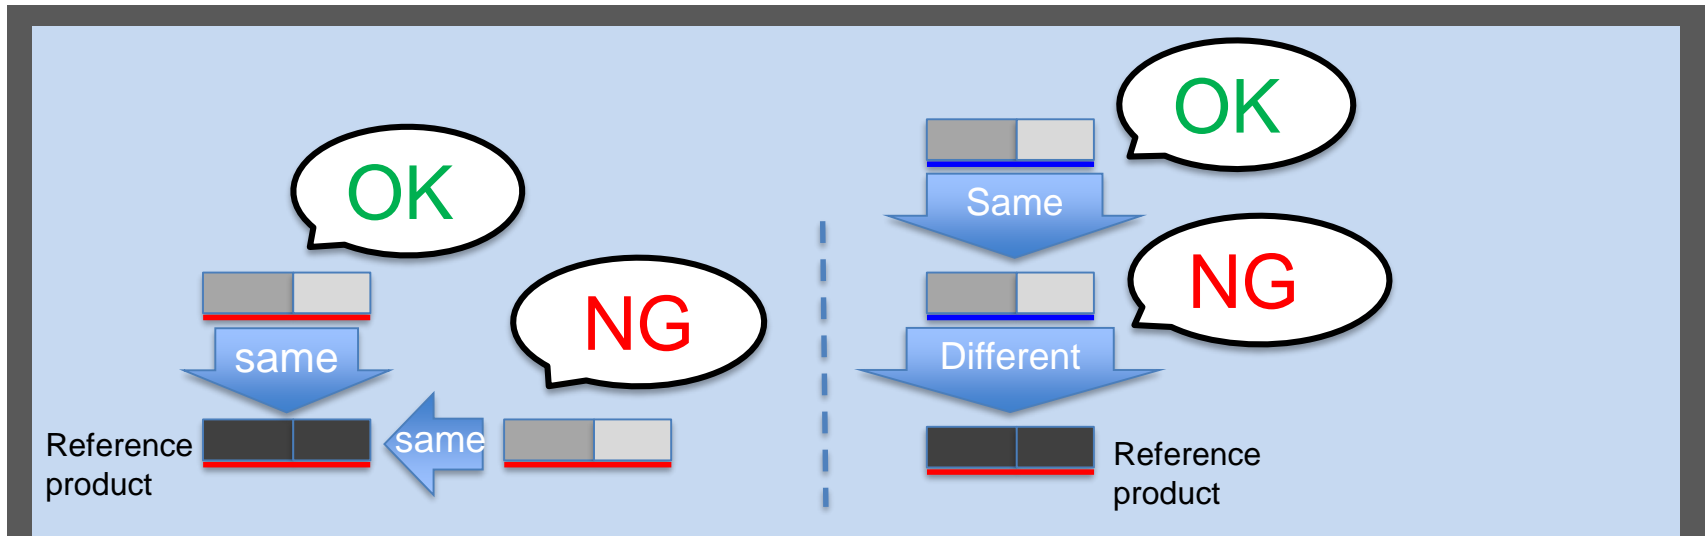 OK
NG
same
same
Reference
product
OK
Same
NG
Different
Reference
product